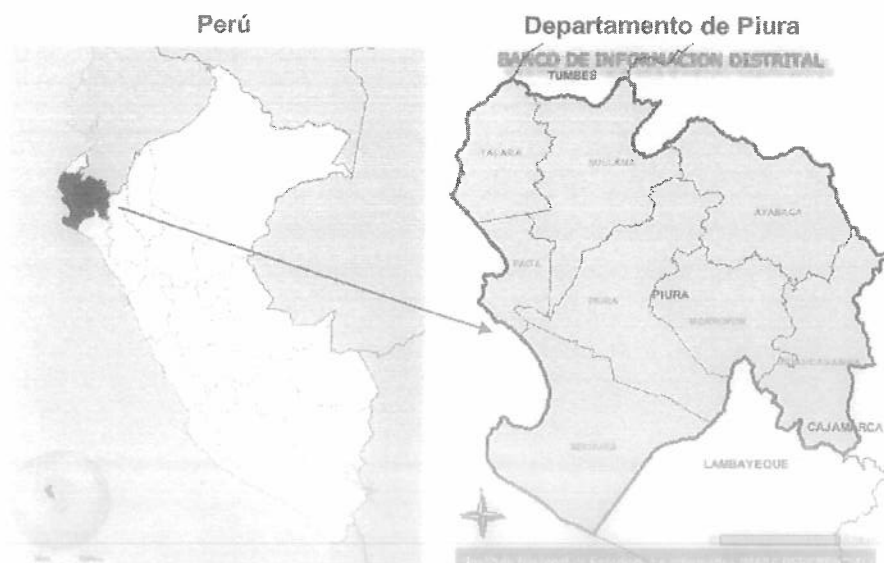 Perú
Departamento de Piura
BANCO DE INFORMACION DISTRITAL
TUMBES
TALARA
SULLANA
AYABACA
PAITA
PIURA
PIURA
MORROPON
HUANCABAMBA
CAJAMARCA
SECHURA
LAMBAYEQUE